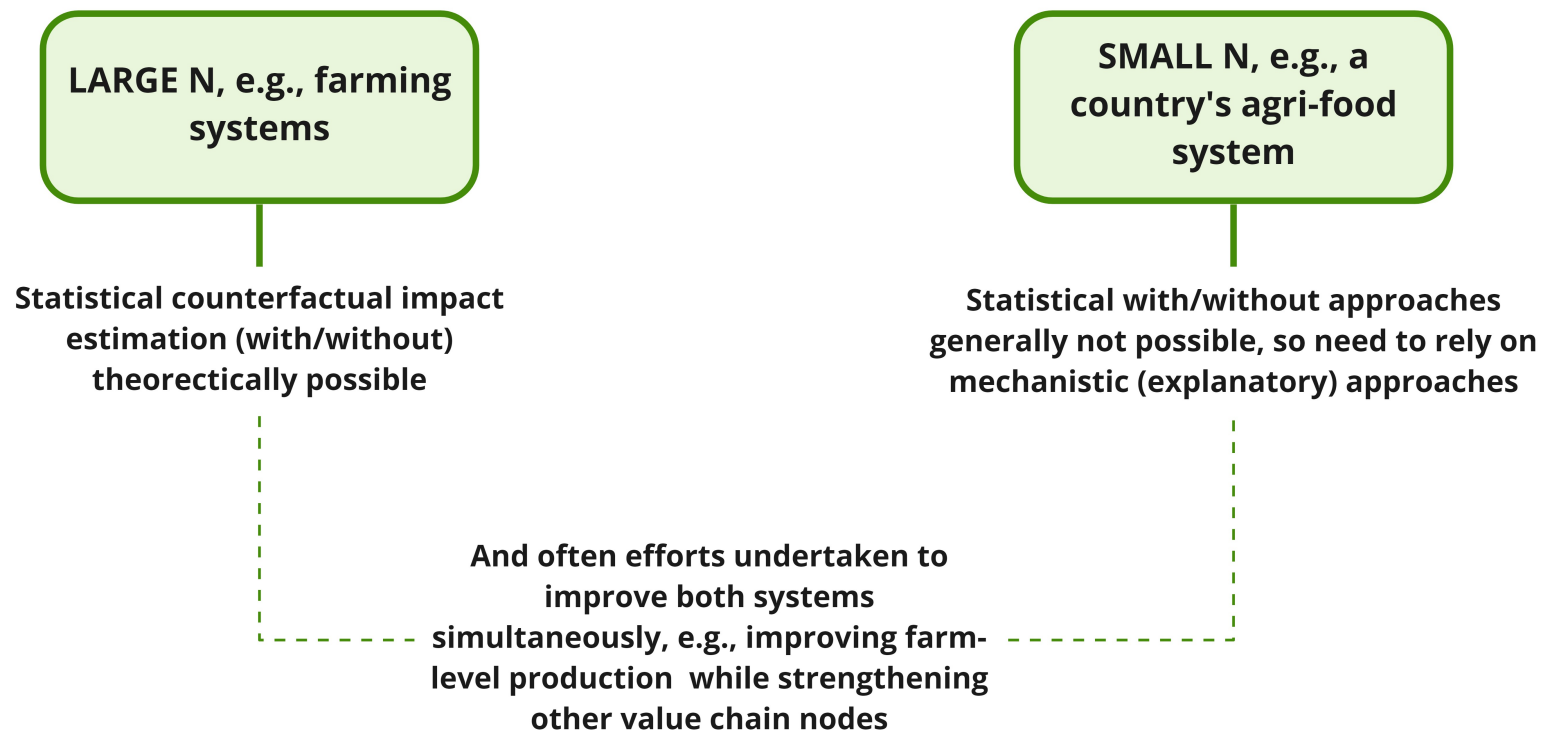 LARGE N, e.g., farming
systems
SMALL N, e.g., a
country's agri-food
system
Statistical counterfactual impact
estimation (with/without)
theorectically possible
Statistical with/without approaches
generally not possible, so need to rely on
mechanistic (explanatory) approaches
And often efforts undertaken to
improve both systems
simultaneously, e.g., improving farm-
level production  while strengthening
other value chain nodes